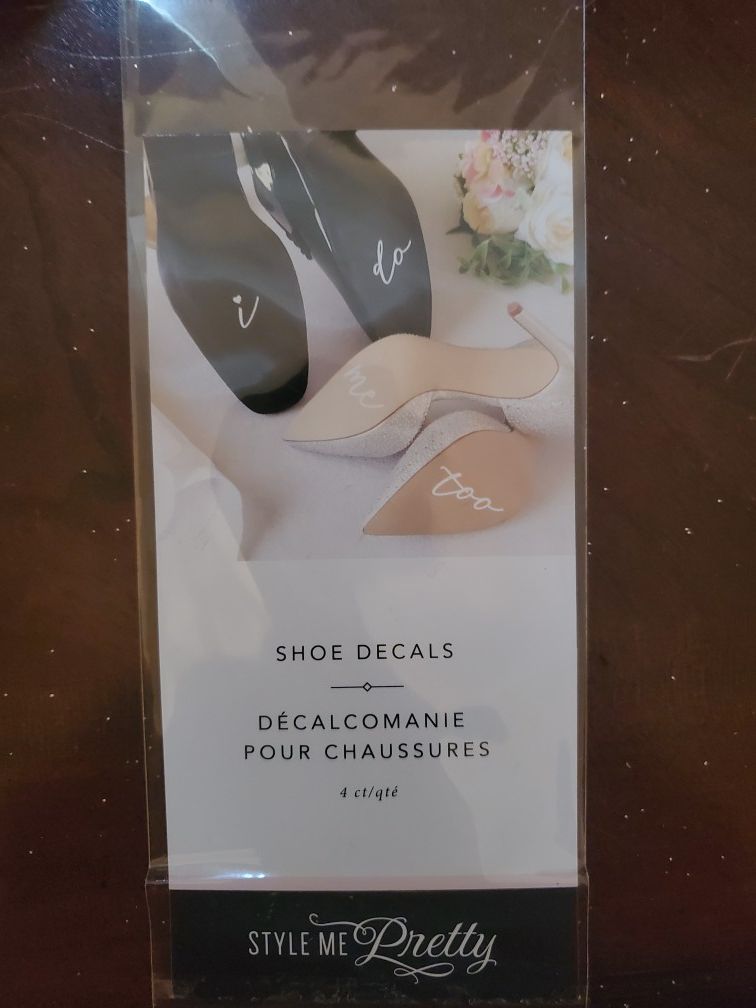 i do
me
too
SHOE DECALS
DÉCALCOMANIE
POUR CHAUSSURES
4 ct/qté
STYLE ME Pretty